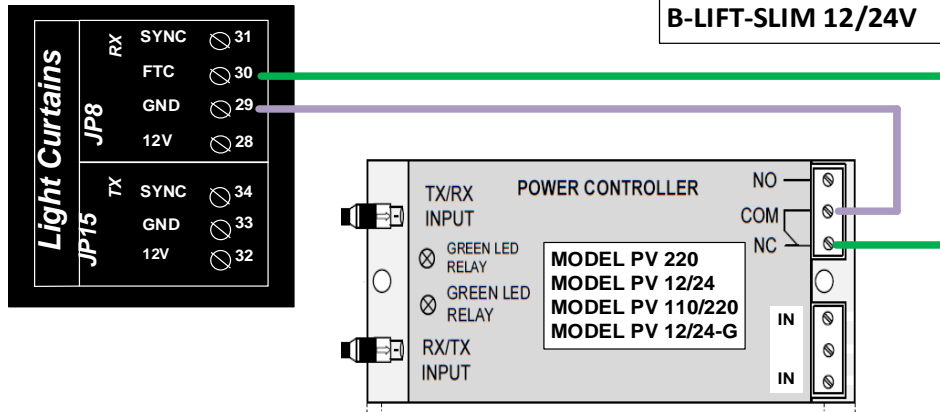 B-LIFT-SLIM 12/24V
Light Curtains
JP8
RX
SYNC 31
FTC 30
GND 29
12V 28
JP15
TX
SYNC 34
GND 33
12V 32
POWER CONTROLLER
TX/RX
INPUT
GREEN LED
RELAY
GREEN LED
RELAY
RX/TX
INPUT
MODEL PV 220
MODEL PV 12/24
MODEL PV 110/220
MODEL PV 12/24-G
NO
COM
NC
IN
IN